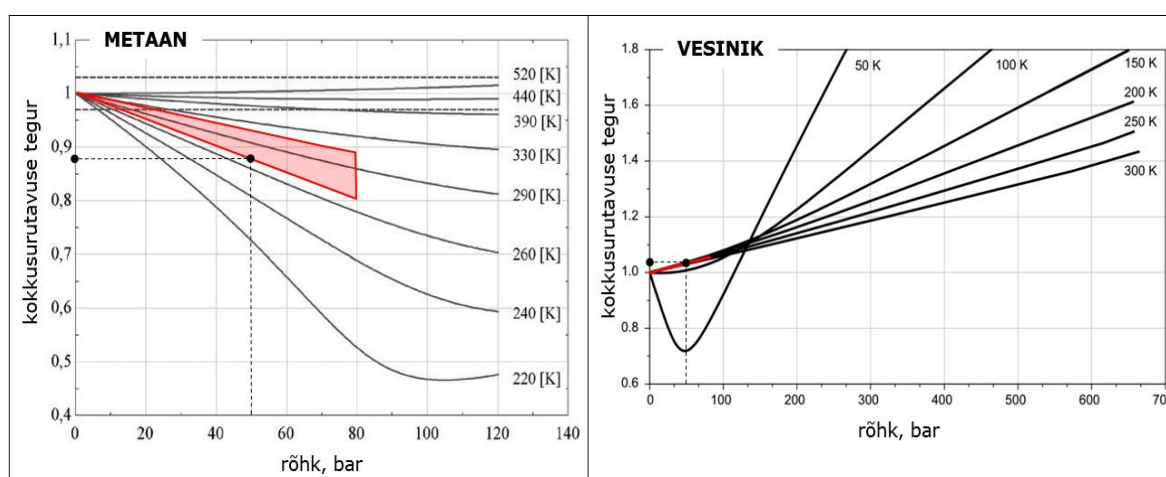 METAAN
kokkusurutavuse tegur
1,1
1
0,9
0,8
0,7
0,6
0,5
0,4
520 [K]
440 [K]
390 [K]
330 [K]
290 [K]
260 [K]
240 [K]
220 [K]
0 20 40 60 80 100 120 140
rõhk, bar
VESINIK
kokkusurutavuse tegur
1.8
1.6
1.4
1.2
1.0
0.8
0.6
50 K
100 K
150 K
200 K
250 K
300 K
0 100 200 300 400 500 600 700
rõhk, bar